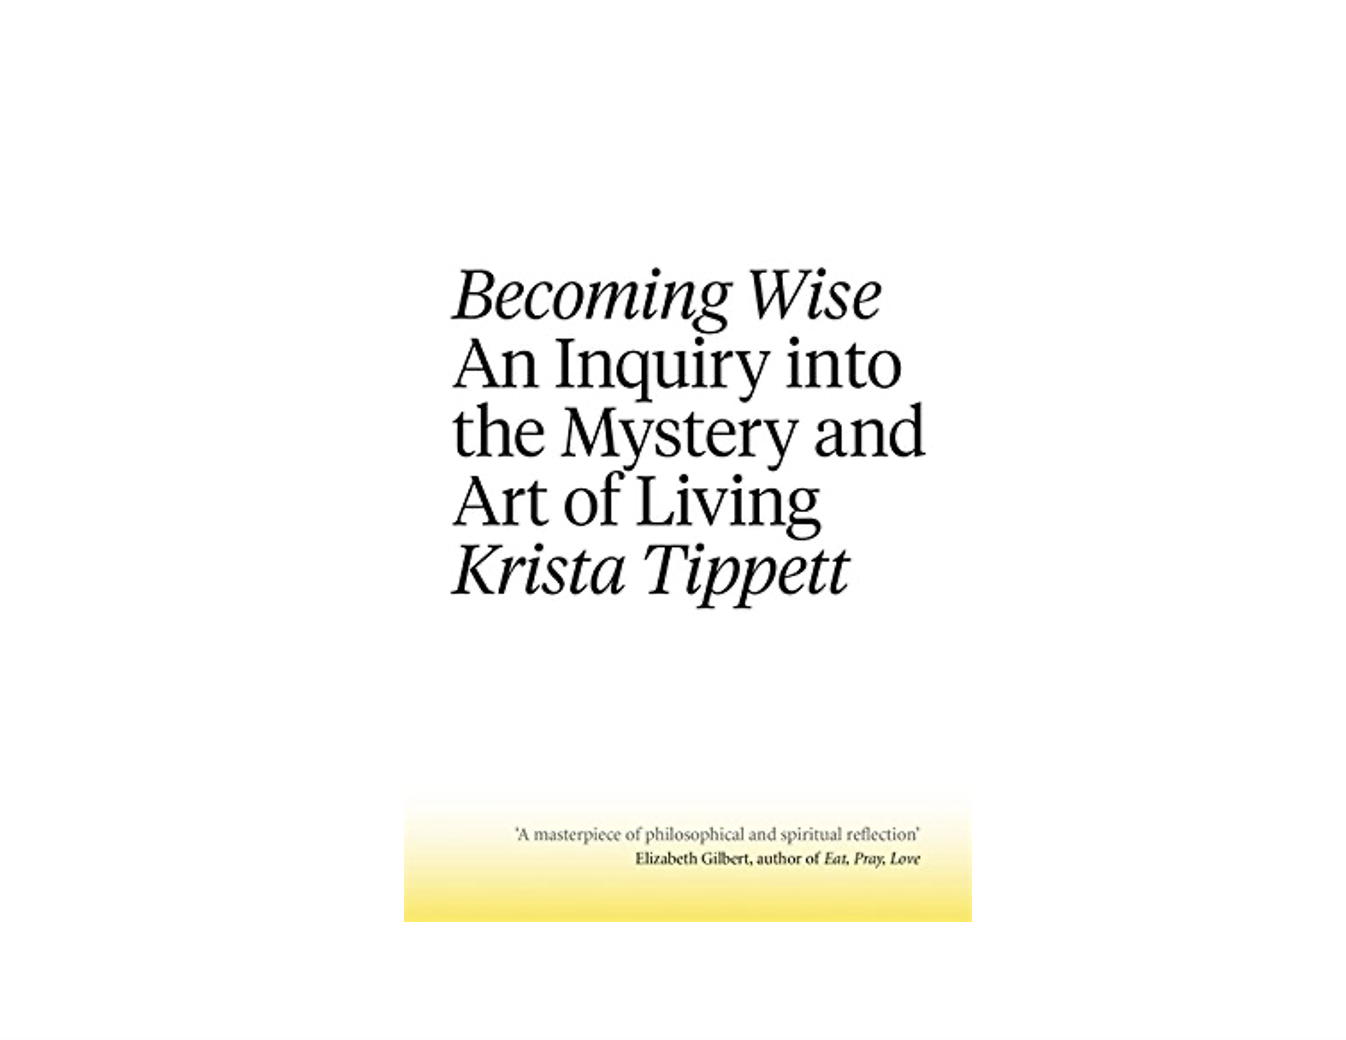 Becoming Wise
An Inquiry into
the Mystery and
Art of Living
Krista Tippett
'A masterpiece of philosophical and spiritual reflection'
Elizabeth Gilbert, author of Eat, Pray, Love